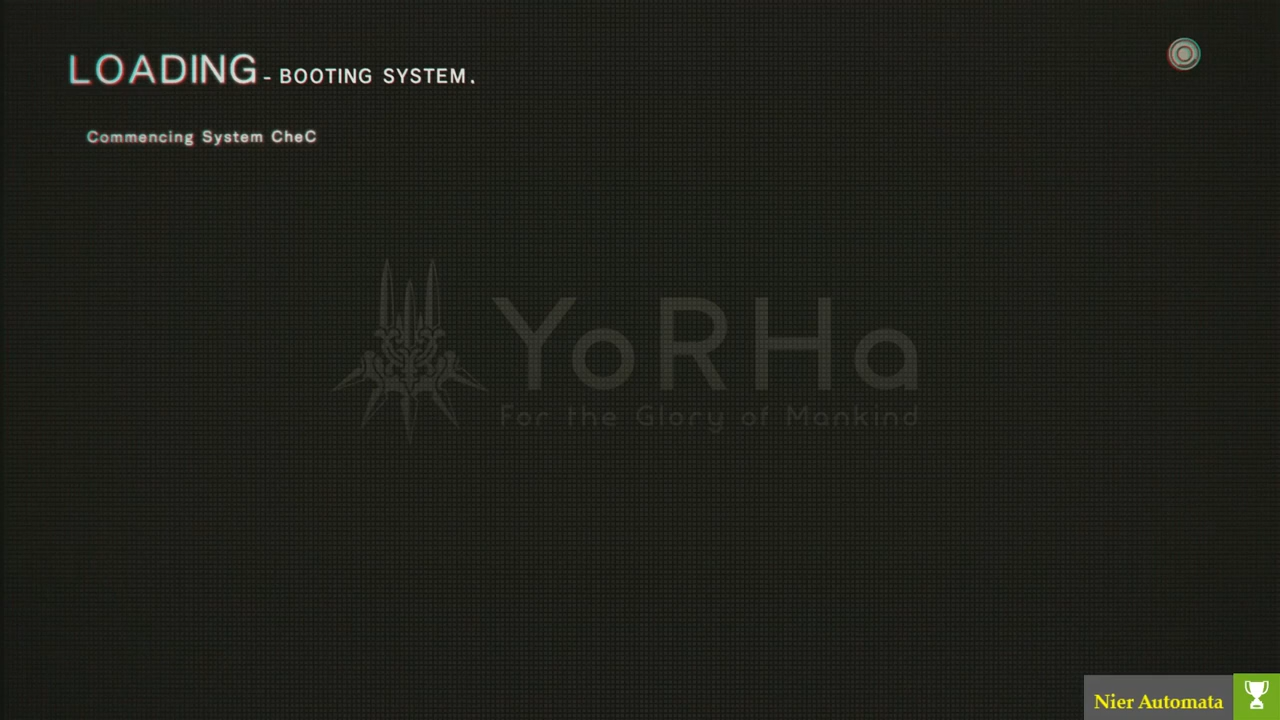 LOADING - BOOTING SYSTEM.
Commencing System CheC
YoRHa
For the Glory of Mankind
Nier Automata